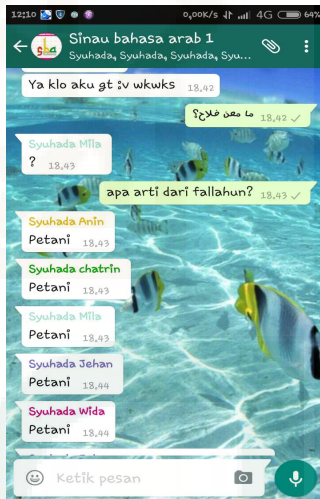 12:10
0,00K/s
4G
64%
sba
Sinau bahasa arab 1
Syuhada, Syuhada, Syuhada, Syu...
Ya klo aku gt :v wkwks 18.42
ما معن فلاح؟ 18.42
Syuhada Mila
? 18.43
apa arti dari fallahun? 18.43
Syuhada Anin
Petani 18.43
Syuhada chatrin
Petani 18.43
Syuhada Mila
Petani 18.43
Syuhada Jehan
Petani 18.44
Syuhada Wida
Petani 18.44
Ketik pesan